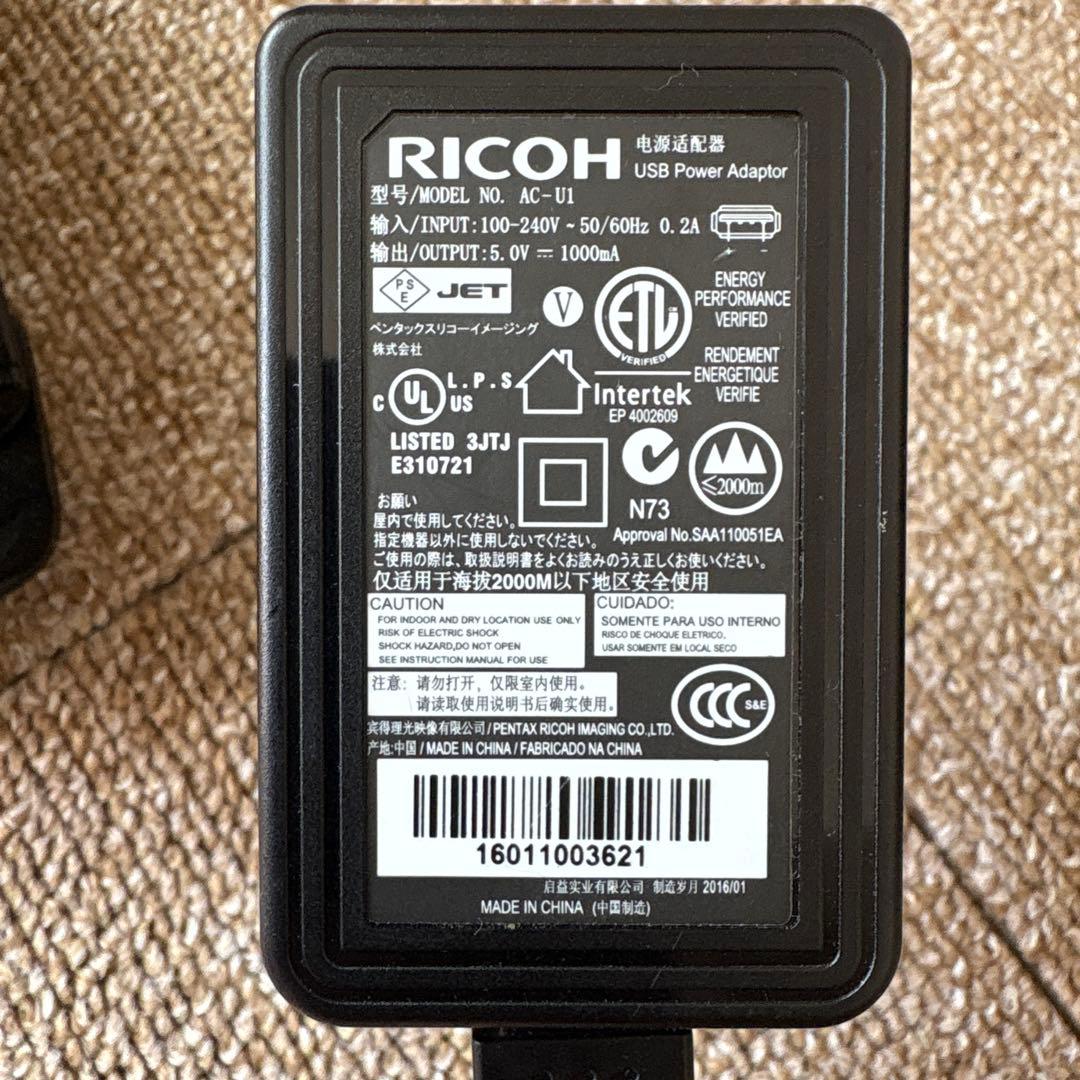 RICOH 电源适配器
USB Power Adaptor
型号/MODEL NO. AC-U1
输入/INPUT:100-240V ~ 50/60Hz 0.2A
输出/OUTPUT:5.0V ⎓ 1000mA
PSE JET
V
ペンタックスリコーイメージング
株式会社
ETL
VERIFIED
Intertek
EP 4002609
ENERGY
PERFORMANCE
VERIFIED
RENDEMENT
ENERGETIQUE
VERIFIE
C UL US
L.P.S
LISTED 3JTJ
E310721
N73
≤2000m
Approval No.SAA110051EA
お願い
屋内で使用してください。
指定機器以外に使用しないでください。
ご使用の際は、取扱説明書をよくお読みのうえ正しくお使いください。
仅适用于海拔2000M以下地区安全使用
CAUTION
FOR INDOOR AND DRY LOCATION USE ONLY
RISK OF ELECTRIC SHOCK
SHOCK HAZARD,DO NOT OPEN
SEE INSTRUCTION MANUAL FOR USE
CUIDADO:
SOMENTE PARA USO INTERNO
RISCO DE CHOQUE ELETRICO.
USAR SOMENTE EM LOCAL SECO
注意: 请勿打开，仅限室内使用。
请读取使用说明书后确实使用。
CCC S&E
宾得理光映像有限公司/PENTAX RICOH IMAGING CO.,LTD.
产地:中国/MADE IN CHINA/FABRICADO NA CHINA
16011003621
启益实业有限公司 制造岁月 2016/01
MADE IN CHINA (中国制造)